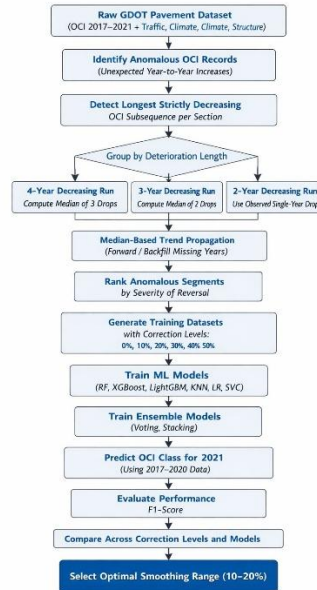 Raw GDOT Pavement Dataset
(OCI 2017–2021 + Traffic, Climate, Climate, Structure)
Identify Anomalous OCI Records
(Unexpected Year-to-Year Increases)
Detect Longest Strictly Decreasing
OCI Subsequence per Section
Group by Deterioration Length
4-Year Decreasing Run
Compute Median of 3 Drops
3-Year Decreasing Run
Compute Median of 2 Drops
2-Year Decreasing Run
Use Observed Single-Year Drop
Median-Based Trend Propagation
(Forward / Backfill Missing Years)
Rank Anomalous Segments
by Severity of Reversal
Generate Training Datasets
with Correction Levels:
0%, 10%, 20%, 30%, 40% 50%
Train ML Models
(RF, XGBoost, LightGBM, KNN, LR, SVC)
Train Ensemble Models
(Voting, Stacking)
Predict OCI Class for 2021
(Using 2017–2020 Data)
Evaluate Performance
F1-Score
Compare Across Correction Levels and Models
Select Optimal Smoothing Range (10–20%)